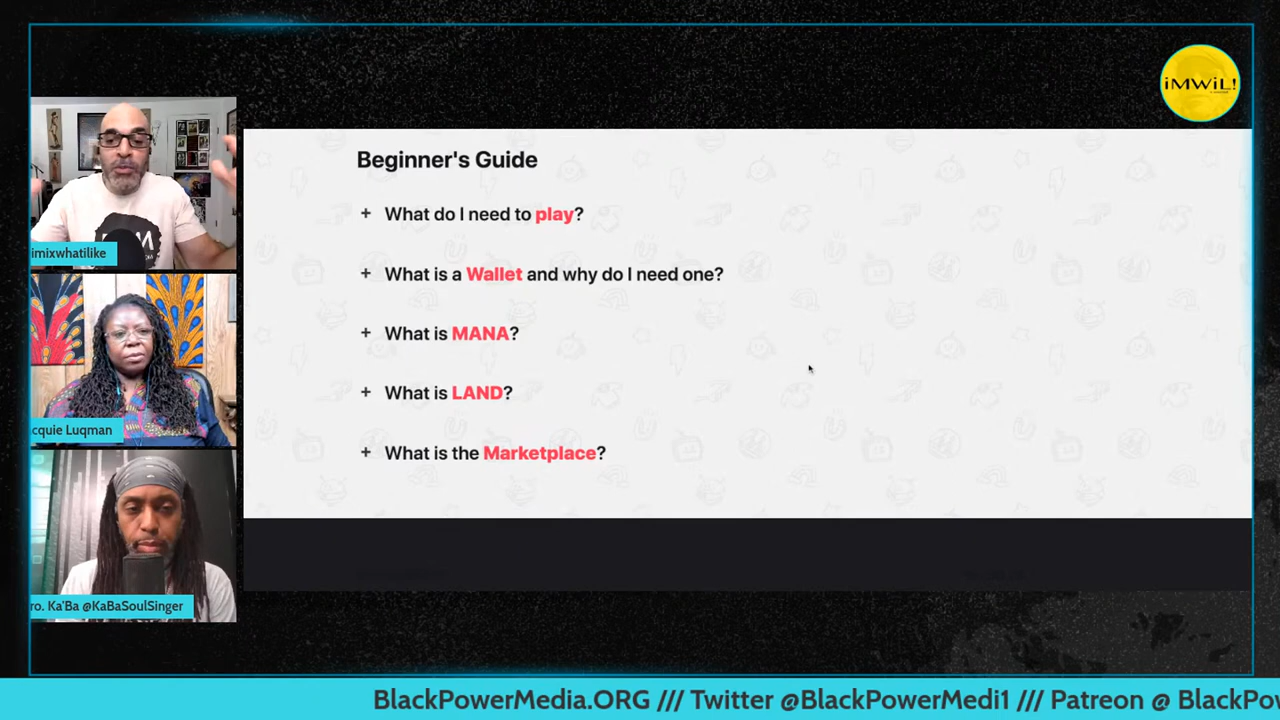 iMWiL!
imixwhatilike
cquie Luqman
ro. Ka'Ba @KaBaSoulSinger
Beginner's Guide
+ What do I need to play?
+ What is a Wallet and why do I need one?
+ What is MANA?
+ What is LAND?
+ What is the Marketplace?
BlackPowerMedia.ORG /// Twitter @BlackPowerMedi1 /// Patreon @ BlackPow